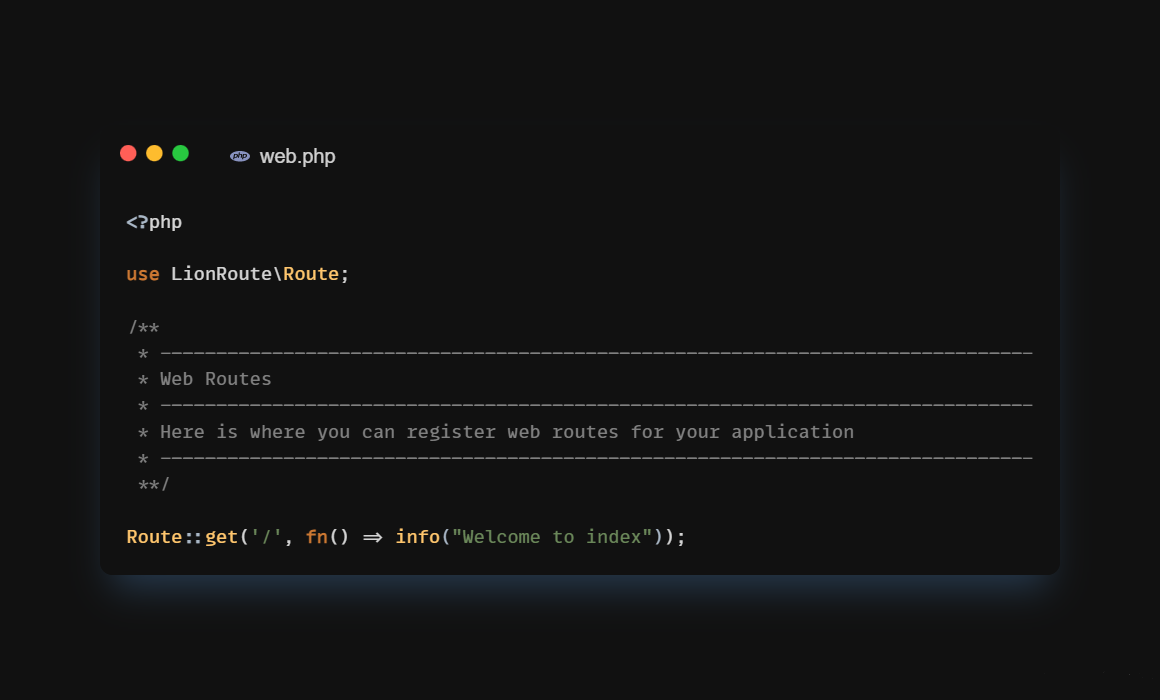 php web.php
<?php
use LionRoute\Route;
/**
 * ------------------------------------------------------------------------------
 * Web Routes
 * ------------------------------------------------------------------------------
 * Here is where you can register web routes for your application
 * ------------------------------------------------------------------------------
 **/
Route::get('/', fn() => info("Welcome to index"));